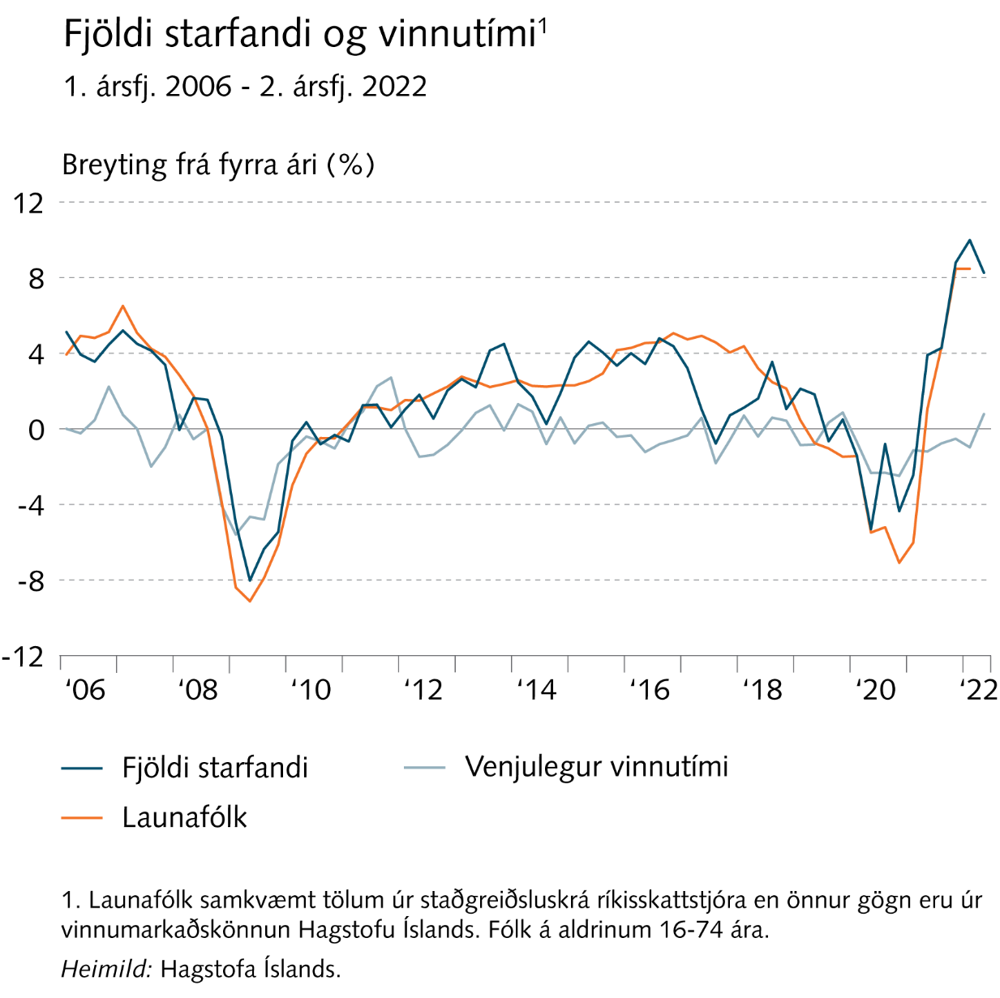 Fjöldi starfandi og vinnutími¹
1. ársfj. 2006 - 2. ársfj. 2022
Breyting frá fyrra ári (%)
12
8
4
0
-4
-8
-12
‘06 ‘08 ‘10 ‘12 ‘14 ‘16 ‘18 ‘20 ‘22
Fjöldi starfandi Venjulegur vinnutími
Launafólk
1. Launafólk samkvæmt tölum úr staðgreiðsluskrá ríkisskattstjóra en önnur gögn eru úr
vinnumarkaðskönnun Hagstofu Íslands. Fólk á aldrinum 16-74 ára.
Heimild: Hagstofa Íslands.